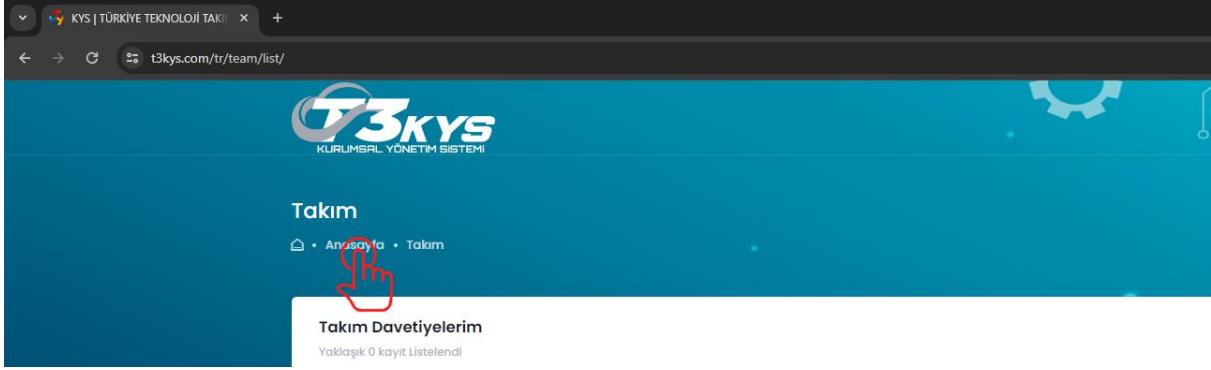 KYS | TÜRKİYE TEKNOLOJİ TAKI
t3kys.com/tr/team/list/
T3KYS
KURUMSAL YÖNETİM SİSTEMİ
Takım
• Anasayfa • Takım
Takım Davetiyelerim
Yaklaşık 0 kayıt Listelendi